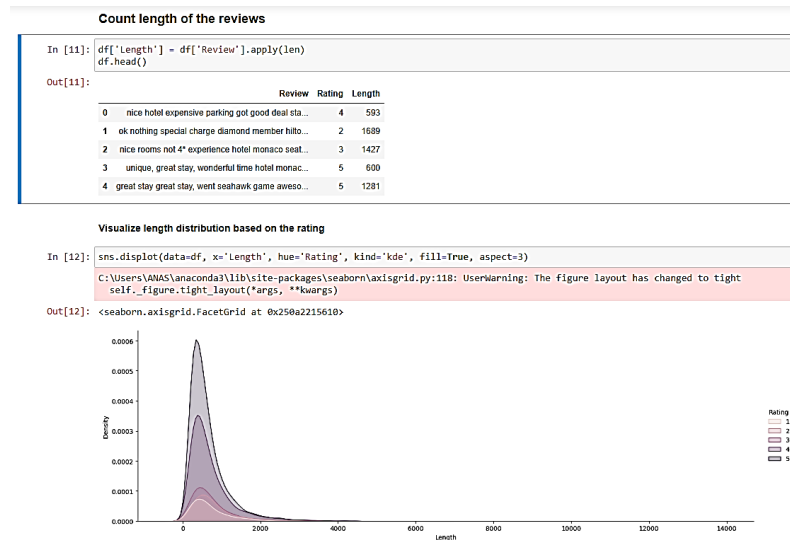 Count length of the reviews
In [11]: df['Length'] = df['Review'].apply(len)
df.head()
Out[11]:
Review Rating Length
0 nice hotel expensive parking got good deal sta... 4 593
1 ok nothing special charge diamond member hilto... 2 1689
2 nice rooms not 4* experience hotel monaco seat... 3 1427
3 unique, great stay, wonderful time hotel monac... 5 600
4 great stay great stay, went seahawk game aweso... 5 1281
Visualize length distribution based on the rating
In [12]: sns.displot(data=df, x='Length', hue='Rating', kind='kde', fill=True, aspect=3)
C:\Users\ANAS\anaconda3\lib\site-packages\seaborn\axisgrid.py:118: UserWarning: The figure layout has changed to tight
self._figure.tight_layout(*args, **kwargs)
Out[12]: <seaborn.axisgrid.FacetGrid at 0x250a2215610>
0.0006
0.0005
0.0004
0.0003
0.0002
0.0001
0.0000
Density
Rating
1
2
3
4
5
0 2000 4000 6000 8000 10000 12000 14000
Length